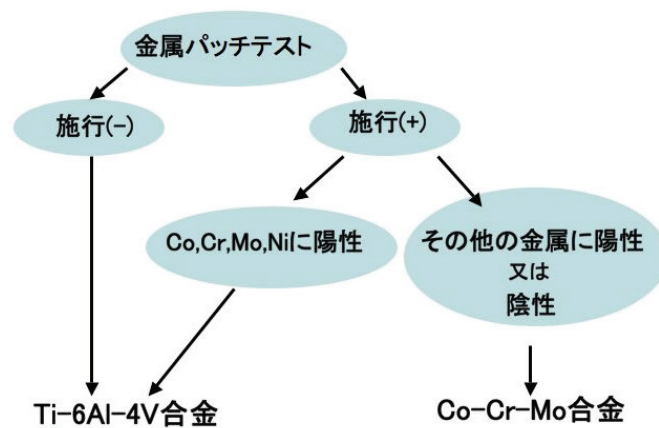 金属パッチテスト
施行(-)
施行(+)
Co,Cr,Mo,Niに陽性
その他の金属に陽性
又は
陰性
Ti-6Al-4V合金
Co-Cr-Mo合金